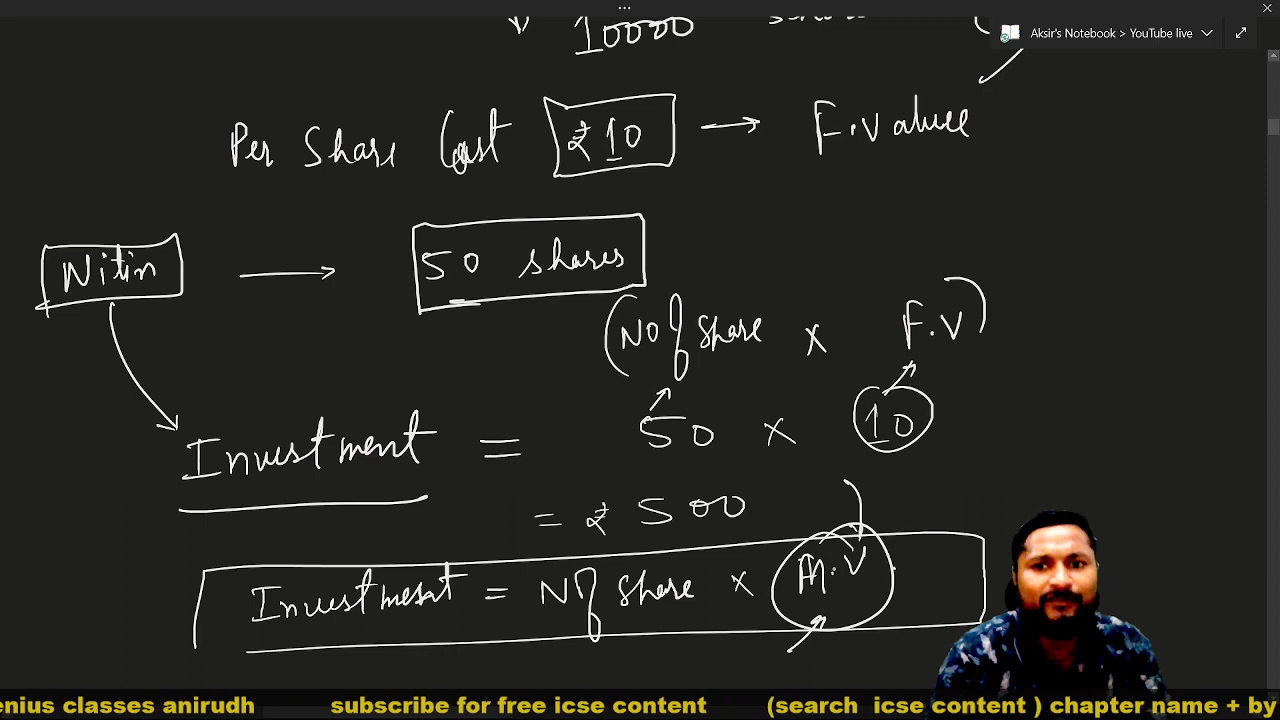 10000
Aksir's Notebook > YouTube live
Per Share Cost ₹10 → F.Value
Nitin → 50 shares
(No of share x F.V)
Investment = 50 x 10
= ₹ 500
Investment = N of share x M.V
enius classes anirudh subscribe for free icse content (search icse content ) chapter name + by